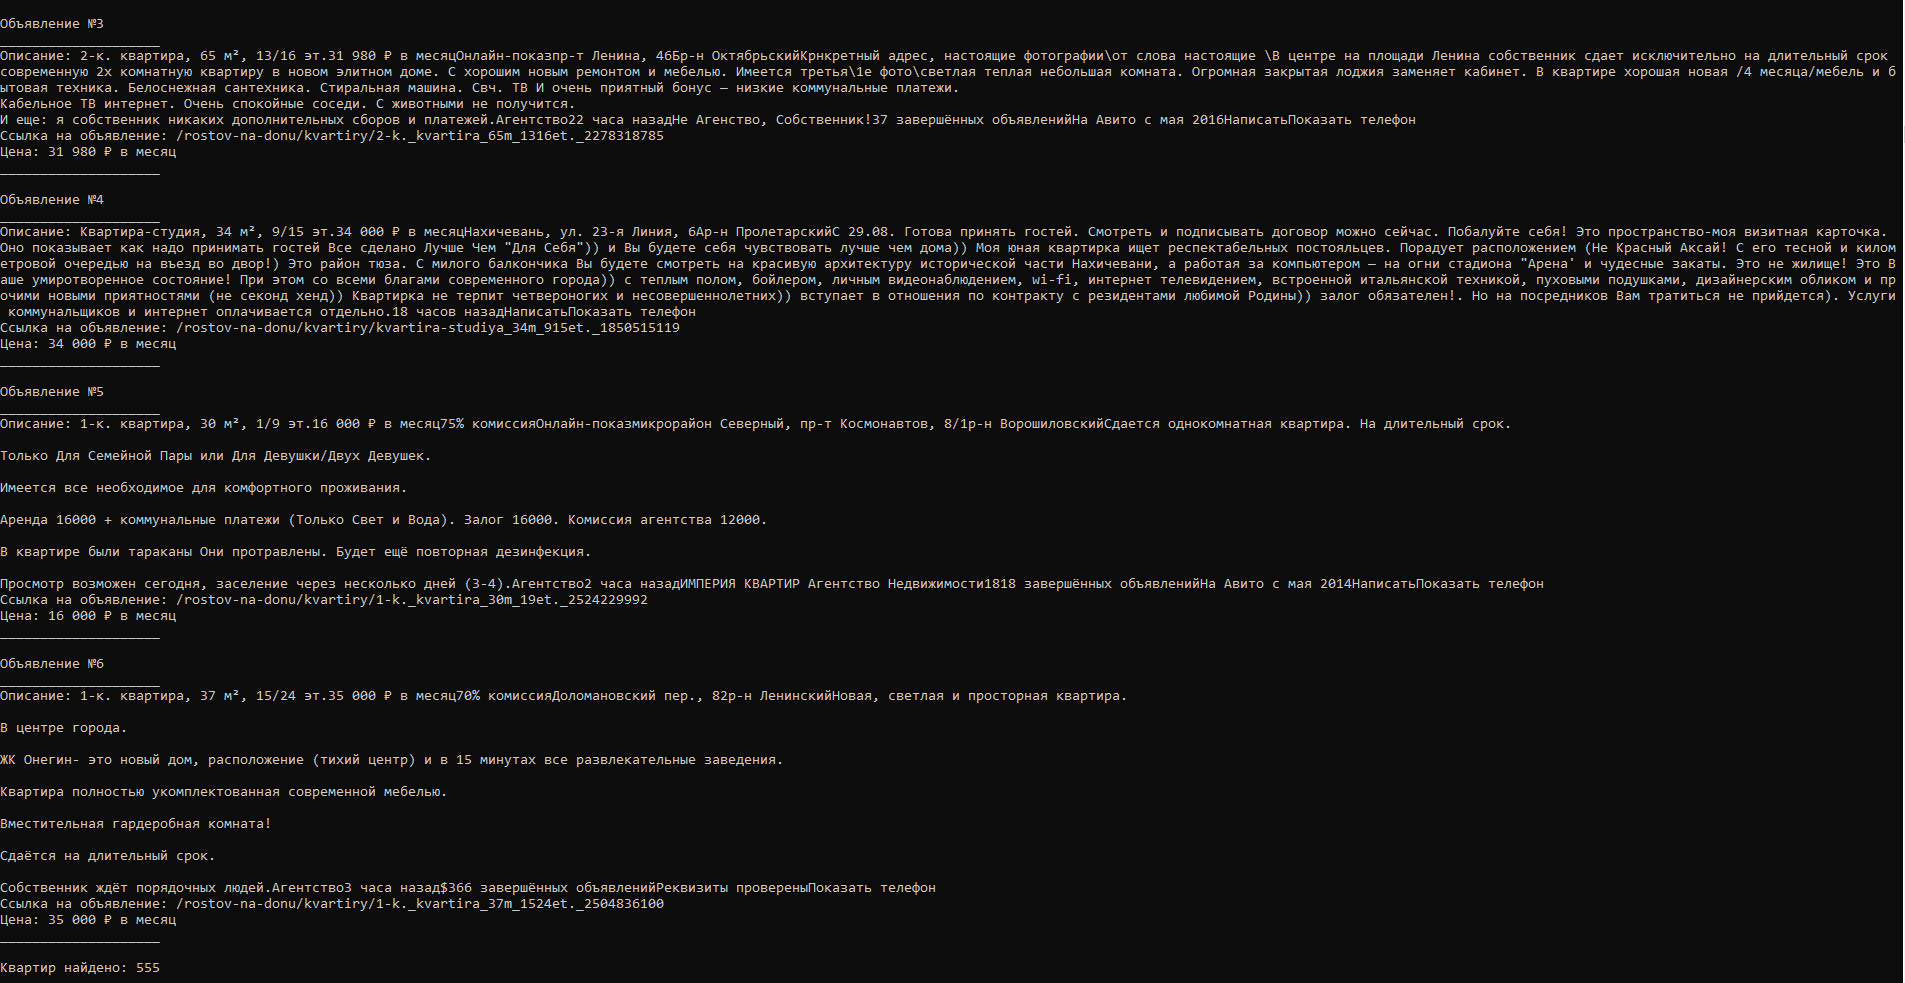 Объявление №3
____________________
Описание: 2-к. квартира, 65 м², 13/16 эт.31 980 ₽ в месяцОнлайн-показпр-т Ленина, 46Бр-н ОктябрьскийКрнкретный адрес, настоящие фотографии\от слова настоящие \В центре на площади Ленина собственник сдает исключительно на длительный срок
современную 2х комнатную квартиру в новом элитном доме. С хорошим новым ремонтом и мебелью. Имеется третья\1е фото\светлая теплая небольшая комната. Огромная закрытая лоджия заменяет кабинет. В квартире хорошая новая /4 месяца/мебель и б
ытовая техника. Белоснежная сантехника. Стиральная машина. Свч. ТВ И очень приятный бонус — низкие коммунальные платежи.
Кабельное ТВ интернет. Очень спокойные соседи. С животными не получится.
И еще: я собственник никаких дополнительных сборов и платежей.Агентство22 часа назадНе Агенство, Собственник!37 завершённых объявленийНа Авито с мая 2016НаписатьПоказать телефон
Ссылка на объявление: /rostov-na-donu/kvartiry/2-k._kvartira_65m_1316et._2278318785
Цена: 31 980 ₽ в месяц
____________________
Объявление №4
____________________
Описание: Квартира-студия, 34 м², 9/15 эт.34 000 ₽ в месяцНахичевань, ул. 23-я Линия, 6Ар-н ПролетарскийС 29.08. Готова принять гостей. Смотреть и подписывать договор можно сейчас. Побалуйте себя! Это пространство-моя визитная карточка.
Оно показывает как надо принимать гостей Все сделано Лучше Чем "Для Себя")) и Вы будете себя чувствовать лучше чем дома)) Моя юная квартирка ищет респектабельных постояльцев. Порадует расположением (Не Красный Аксай! С его тесной и килом
етровой очередью на въезд во двор!) Это район тюза. С милого балкончика Вы будете смотреть на красивую архитектуру исторической части Нахичевани, а работая за компьютером — на огни стадиона "Арена' и чудесные закаты. Это не жилище! Это В
аше умиротворенное состояние! При этом со всеми благами современного города)) с теплым полом, бойлером, личным видеонаблюдением, wi-fi, интернет телевидением, встроенной итальянской техникой, пуховыми подушками, дизайнерским обликом и пр
очими новыми приятностями (не секонд хенд)) Квартирка не терпит четвероногих и несовершеннолетних)) вступает в отношения по контракту с резидентами любимой Родины)) залог обязателен!. Но на посредников Вам тратиться не прийдется). Услуги
коммунальщиков и интернет оплачивается отдельно.18 часов назадНаписатьПоказать телефон
Ссылка на объявление: /rostov-na-donu/kvartiry/kvartira-studiya_34m_915et._1850515119
Цена: 34 000 ₽ в месяц
____________________
Объявление №5
____________________
Описание: 1-к. квартира, 30 м², 1/9 эт.16 000 ₽ в месяц75% комиссияОнлайн-показмикрорайон Северный, пр-т Космонавтов, 8/1р-н ВорошиловскийСдается однокомнатная квартира. На длительный срок.
Только Для Семейной Пары или Для Девушки/Двух Девушек.
Имеется все необходимое для комфортного проживания.
Аренда 16000 + коммунальные платежи (Только Свет и Вода). Залог 16000. Комиссия агентства 12000.
В квартире были тараканы Они протравлены. Будет ещё повторная дезинфекция.
Просмотр возможен сегодня, заселение через несколько дней (3-4).Агентство2 часа назадИМПЕРИЯ КВАРТИР Агентство Недвижимости1818 завершённых объявленийНа Авито с мая 2014НаписатьПоказать телефон
Ссылка на объявление: /rostov-na-donu/kvartiry/1-k._kvartira_30m_19et._2524229992
Цена: 16 000 ₽ в месяц
____________________
Объявление №6
____________________
Описание: 1-к. квартира, 37 м², 15/24 эт.35 000 ₽ в месяц70% комиссияДоломановский пер., 82р-н ЛенинскийНовая, светлая и просторная квартира.
В центре города.
ЖК Онегин- это новый дом, расположение (тихий центр) и в 15 минутах все развлекательные заведения.
Квартира полностью укомплектованная современной мебелью.
Вместительная гардеробная комната!
Сдаётся на длительный срок.
Собственник ждёт порядочных людей.Агентство3 часа назад$366 завершённых объявленийРеквизиты провереныПоказать телефон
Ссылка на объявление: /rostov-na-donu/kvartiry/1-k._kvartira_37m_1524et._2504836100
Цена: 35 000 ₽ в месяц
____________________
Квартир найдено: 555